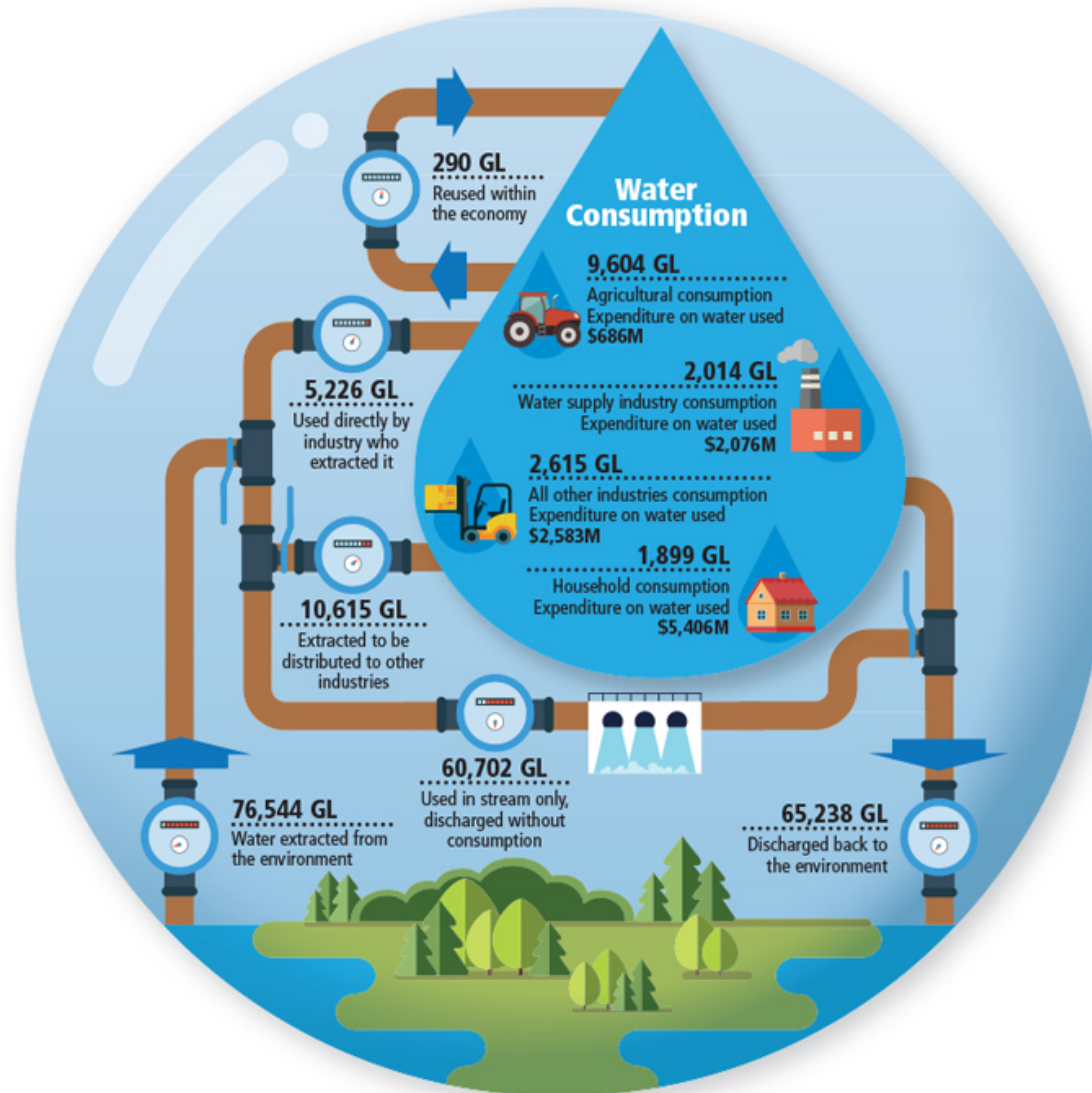 290 GL
Reused within
the economy
Water
Consumption
9,604 GL
Agricultural consumption
Expenditure on water used
$686M
5,226 GL
Used directly by
industry who
extracted it
2,014 GL
Water supply industry consumption
Expenditure on water used
$2,076M
2,615 GL
All other industries consumption
Expenditure on water used
$2,583M
1,899 GL
Household consumption
Expenditure on water used
$5,406M
10,615 GL
Extracted to be
distributed to other
industries
60,702 GL
Used in stream only,
discharged without
consumption
76,544 GL
Water extracted from
the environment
65,238 GL
Discharged back to
the environment